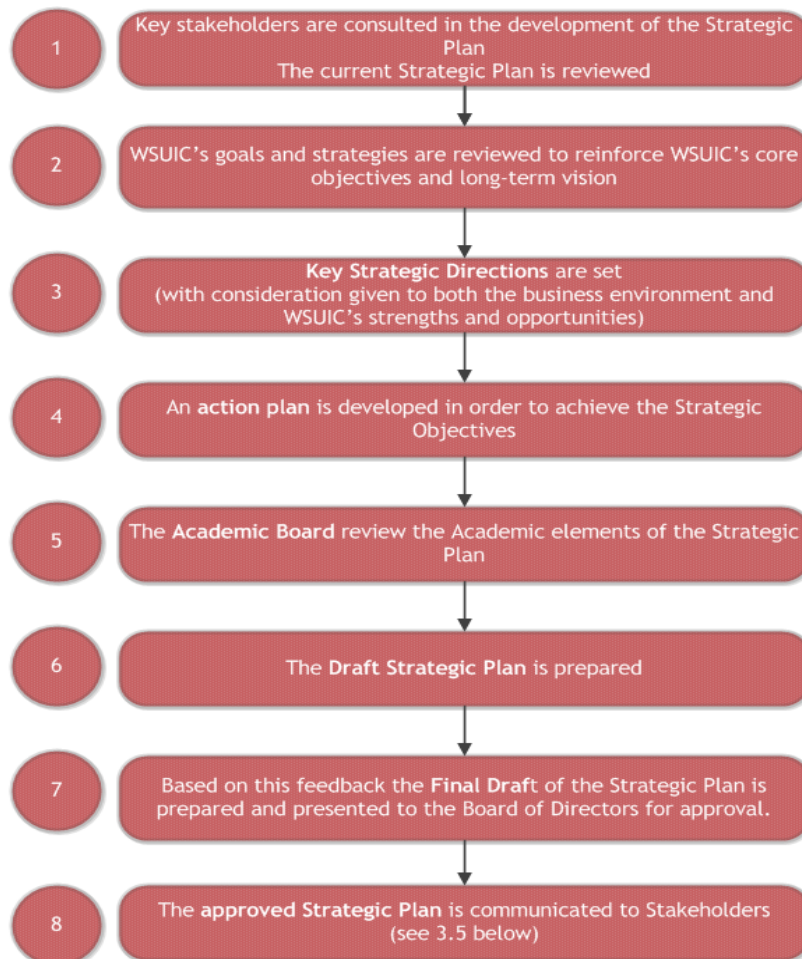 1
Key stakeholders are consulted in the development of the Strategic
Plan
The current Strategic Plan is reviewed
2
WSUIC's goals and strategies are reviewed to reinforce WSUIC's core
objectives and long-term vision
3
Key Strategic Directions are set
(with consideration given to both the business environment and
WSUIC's strengths and opportunities)
4
An action plan is developed in order to achieve the Strategic
Objectives
5
The Academic Board review the Academic elements of the Strategic
Plan
6
The Draft Strategic Plan is prepared
7
Based on this feedback the Final Draft of the Strategic Plan is
prepared and presented to the Board of Directors for approval.
8
The approved Strategic Plan is communicated to Stakeholders
(see 3.5 below)